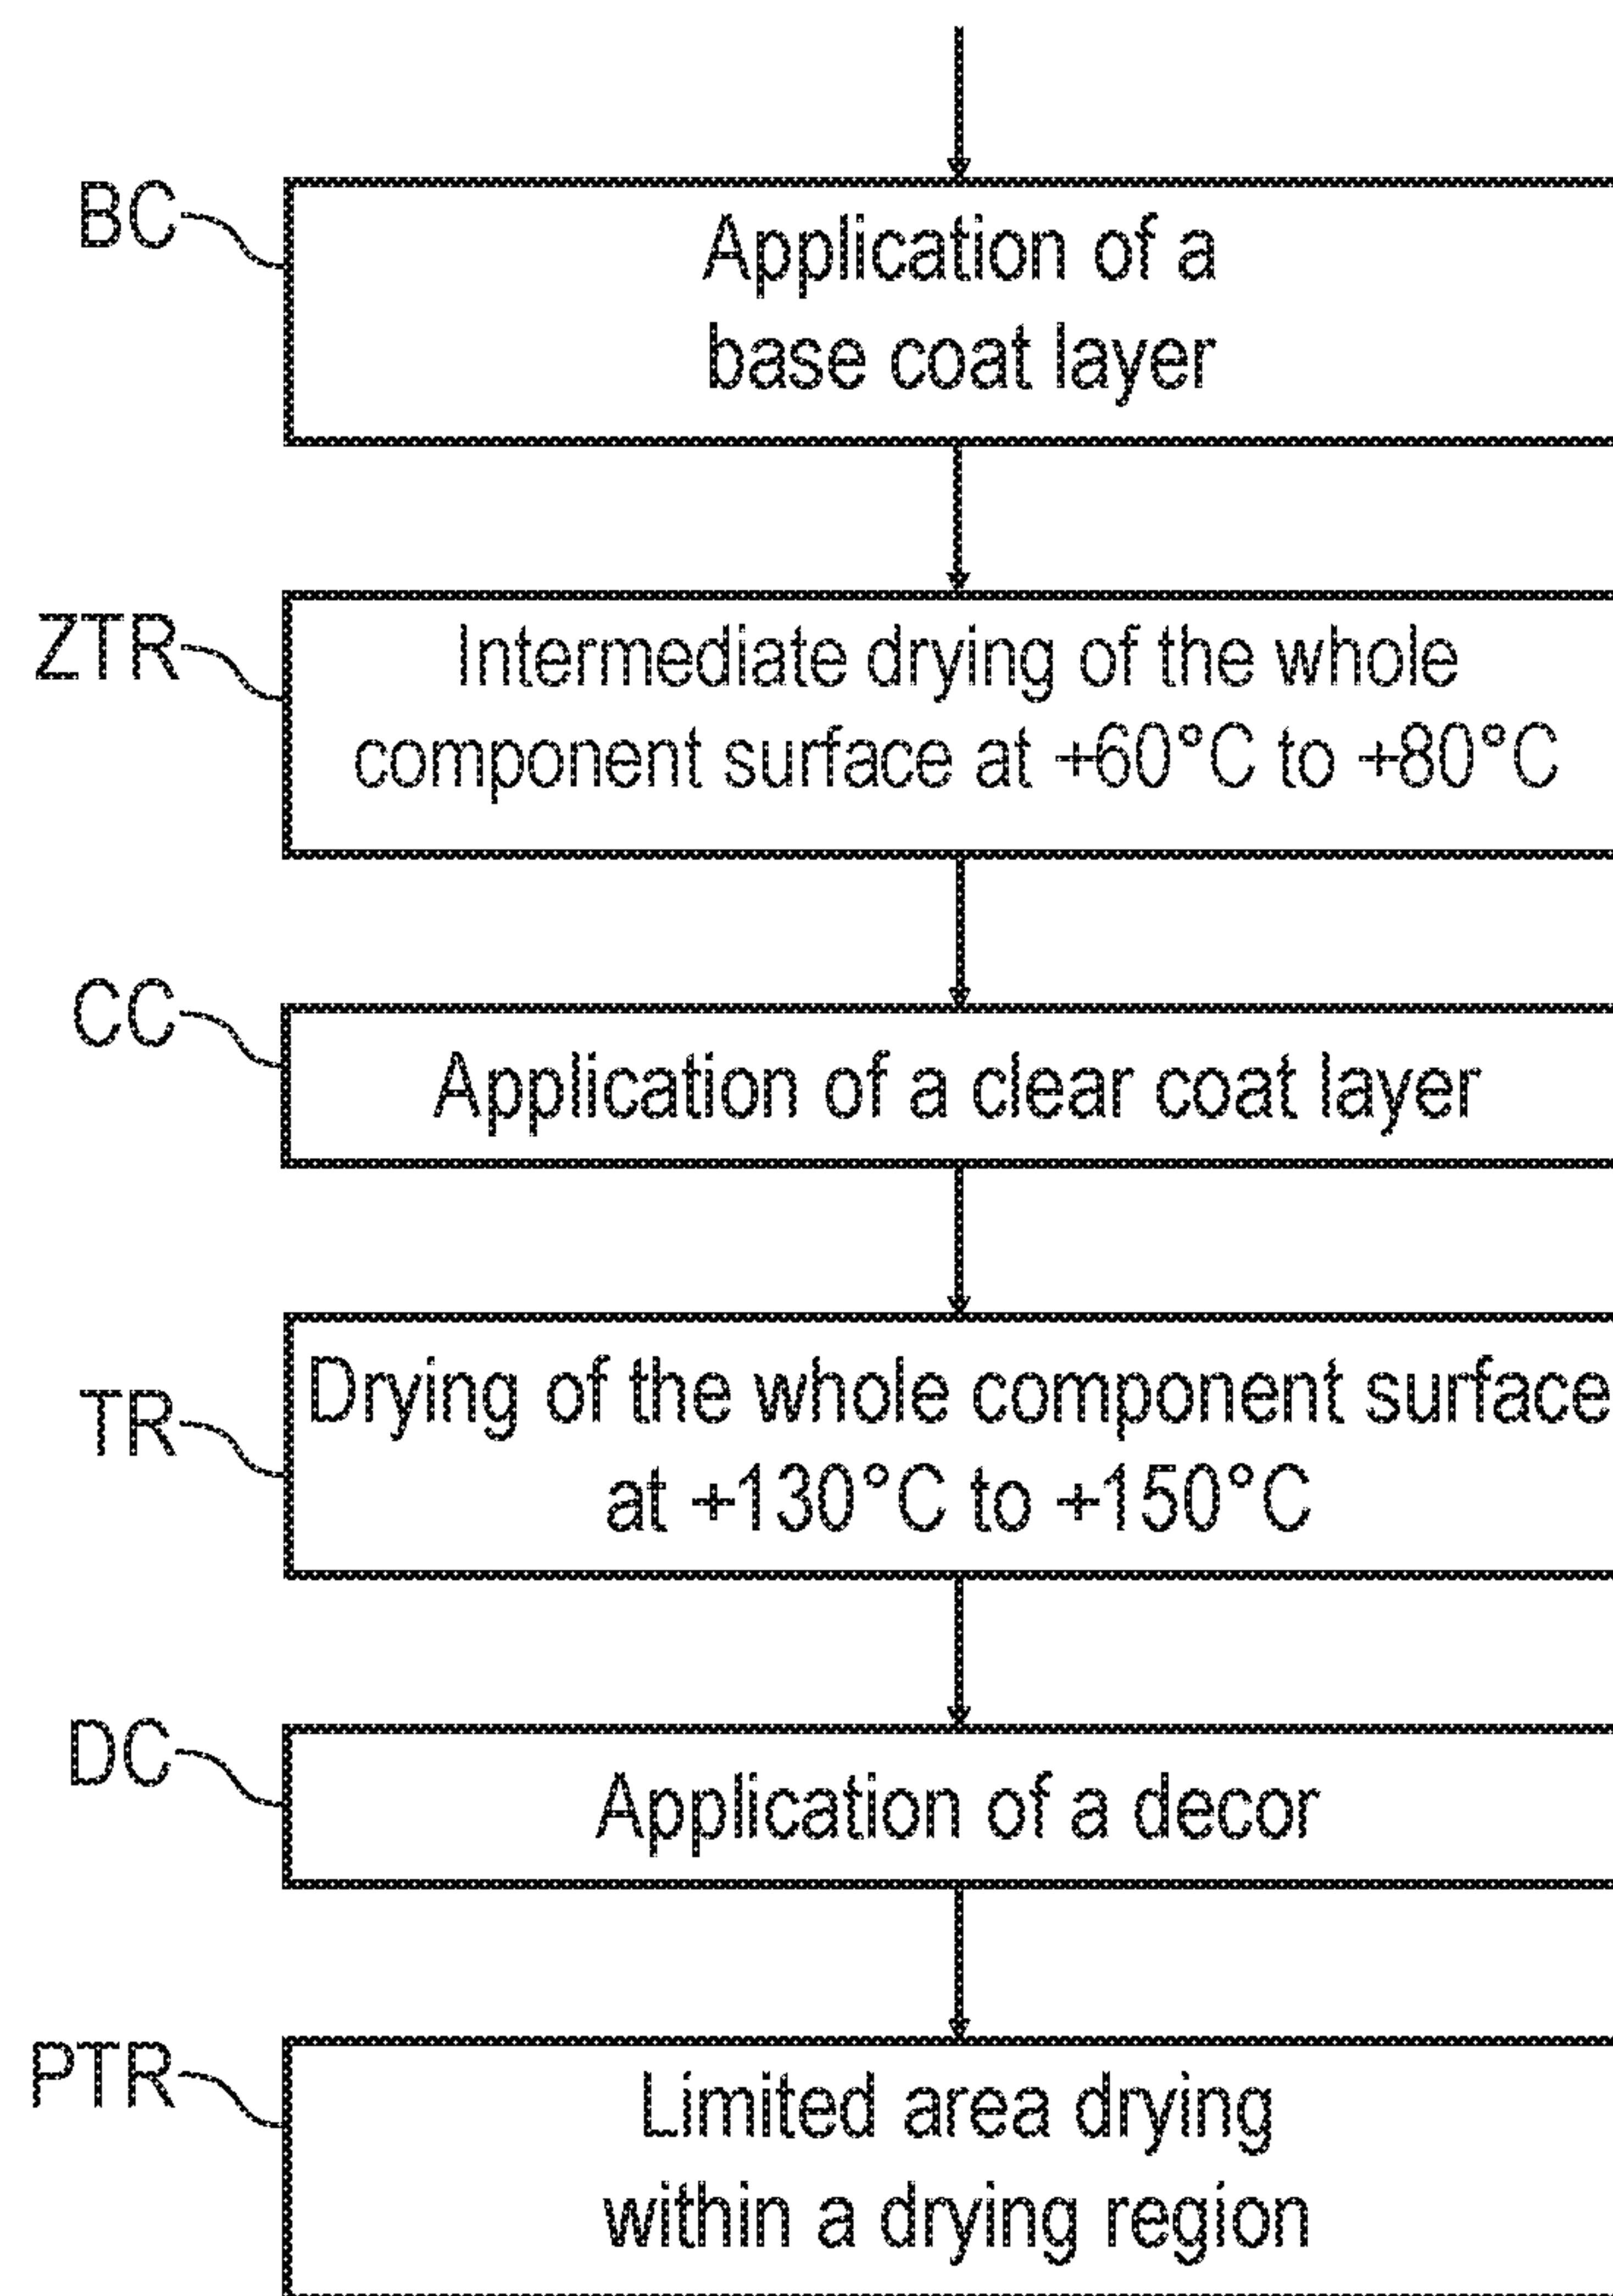 BC
Application of a
base coat layer
ZTR
Intermediate drying of the whole
component surface at +60°C to +80°C
CC
Application of a clear coat layer
TR
Drying of the whole component surface
at +130°C to +150°C
DC
Application of a decor
PTR
Limited area drying
within a drying region